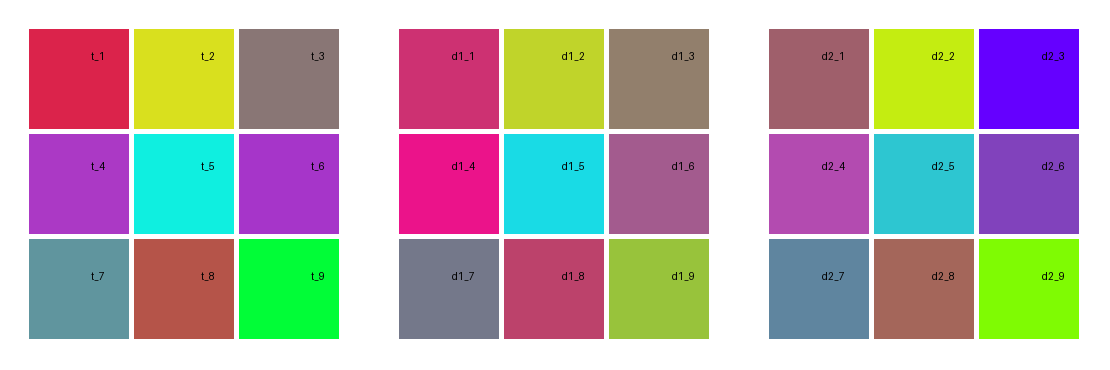 t_1 t_2 t_3 d1_1 d1_2 d1_3 d2_1 d2_2 d2_3
t_4 t_5 t_6 d1_4 d1_5 d1_6 d2_4 d2_5 d2_6
t_7 t_8 t_9 d1_7 d1_8 d1_9 d2_7 d2_8 d2_9